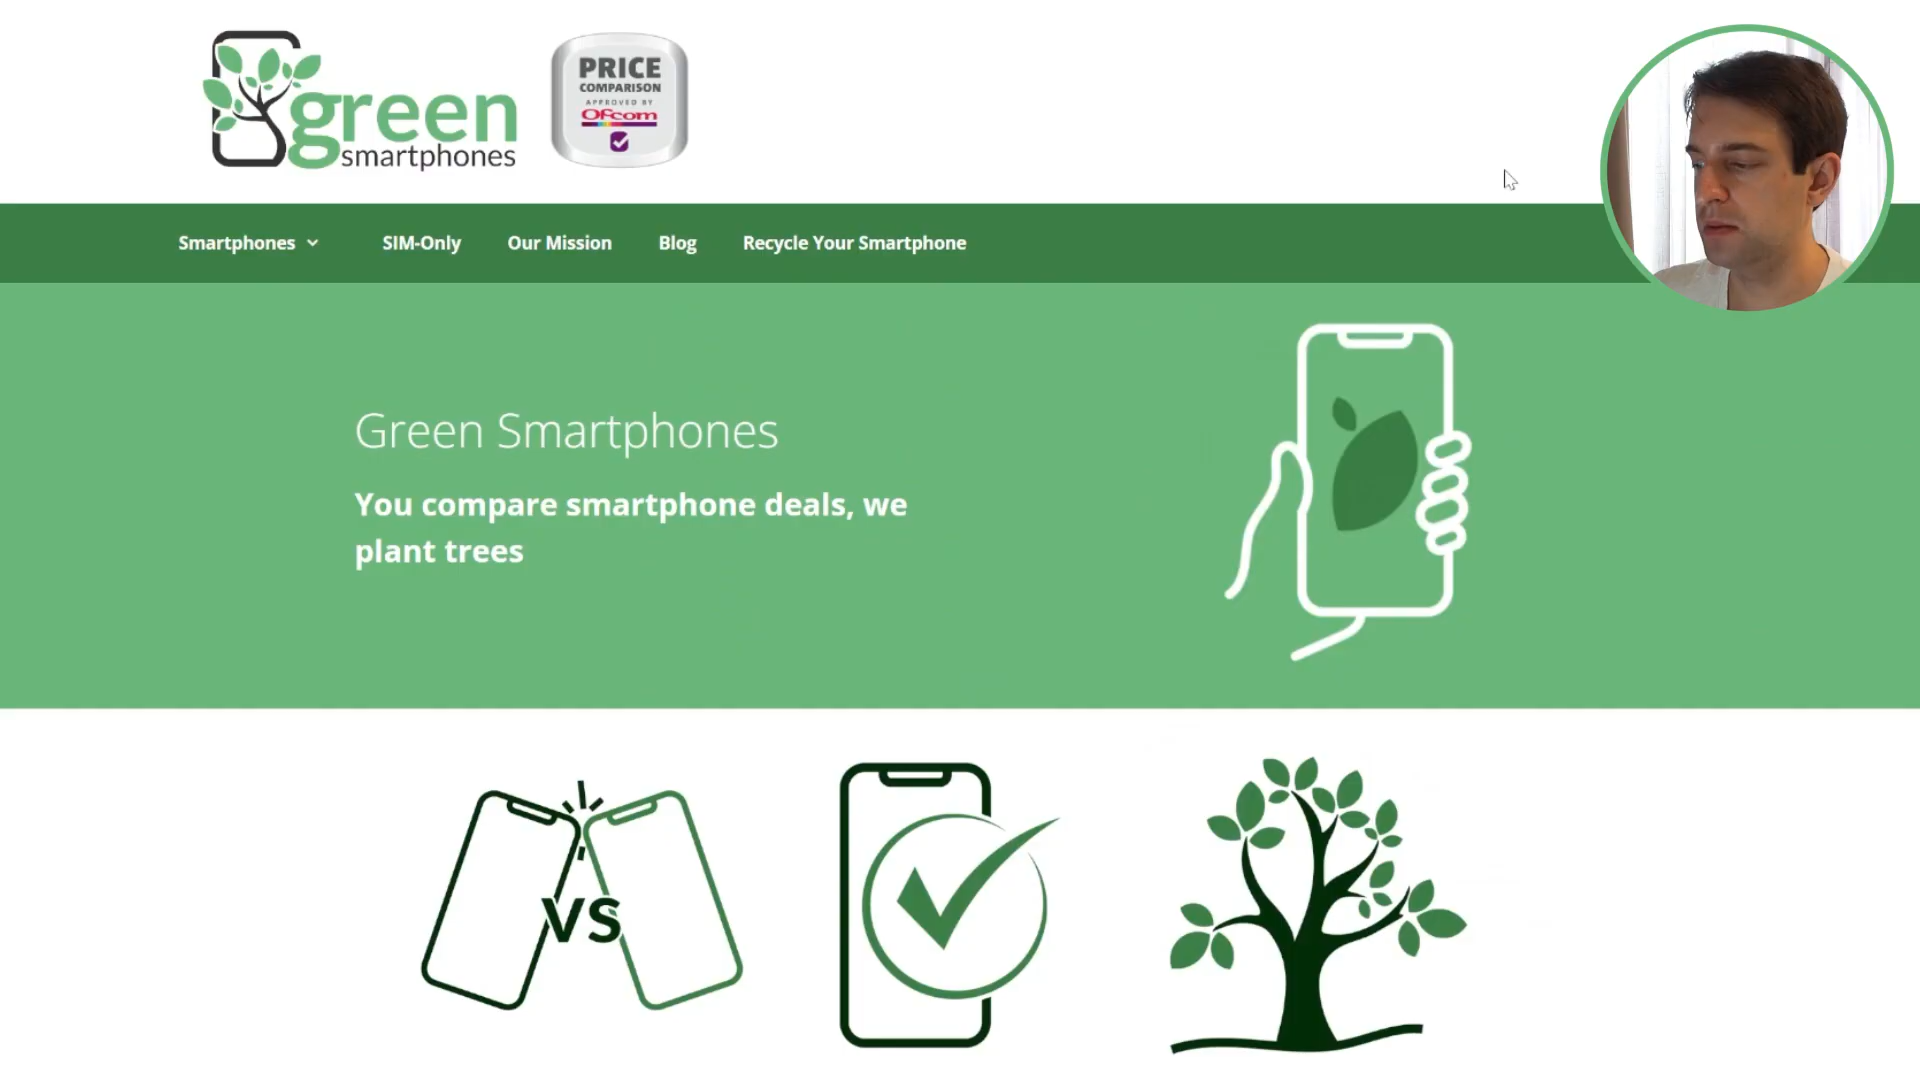 green
smartphones
PRICE
COMPARISON
APPROVED BY
Ofcom
Smartphones
SIM-Only
Our Mission
Blog
Recycle Your Smartphone
Green Smartphones
You compare smartphone deals, we
plant trees
VS